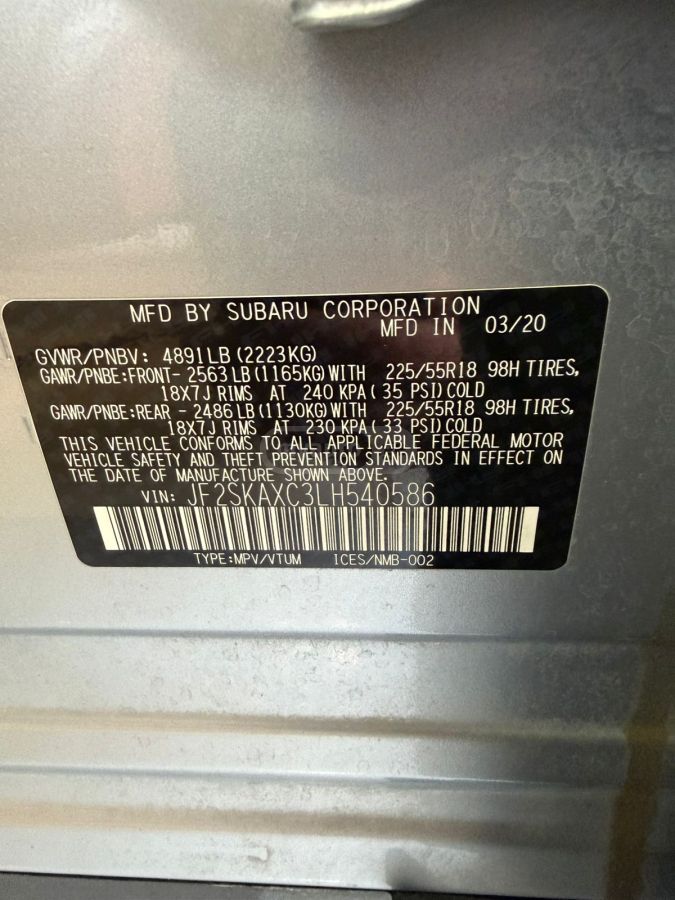 MFD BY SUBARU CORPORATION
MFD IN 03/20
GVWR/PNBV: 4891LB (2223KG)
GAWR/PNBE:FRONT- 2563LB (1165KG)WITH 225/55R18 98H TIRES,
18X7J RIMS AT 240 KPA( 35 PSI)COLD
GAWR/PNBE:REAR - 2486LB (1130KG)WITH 225/55R18 98H TIRES,
18X7J RIMS AT 230 KPA( 33 PSI)COLD
THIS VEHICLE CONFORMS TO ALL APPLICABLE FEDERAL MOTOR
VEHICLE SAFETY AND THEFT PREVENTION STANDARDS IN EFFECT ON
THE DATE OF MANUFACTURE SHOWN ABOVE.
VIN: JF2SKAXC3LH540586
TYPE:MPV/VTUM ICES/NMB-002